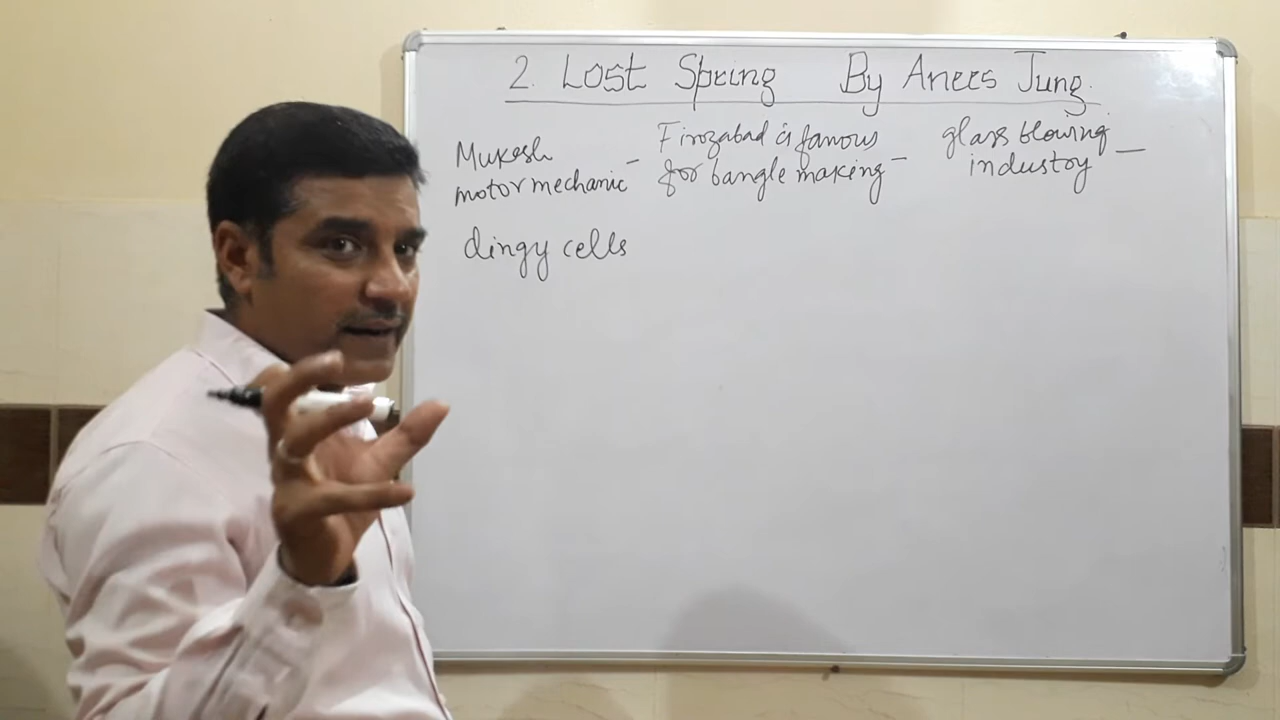 2. Lost Spring By Anees Jung.
Mukesh
motor mechanic -
Firozabad is famous
for bangle making -
glass blowing
industry -
dingy cells